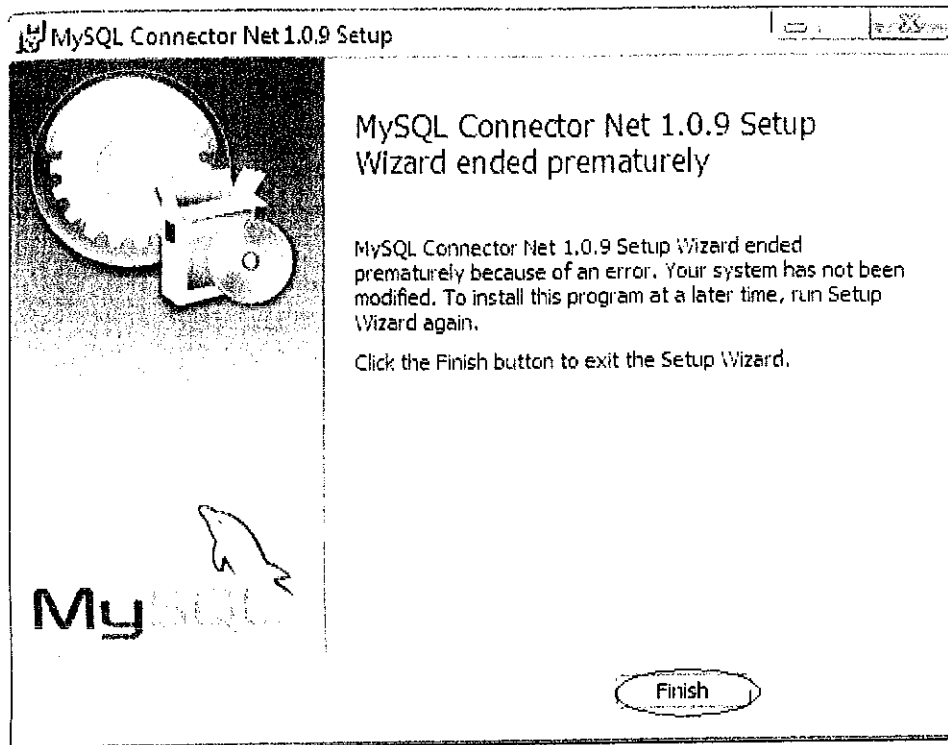 MySQL Connector Net 1.0.9 Setup
MySQL Connector Net 1.0.9 Setup
Wizard ended prematurely
MySQL Connector Net 1.0.9 Setup Wizard ended
prematurely because of an error. Your system has not been
modified. To install this program at a later time, run Setup
Wizard again.
Click the Finish button to exit the Setup Wizard.
MySQL
Finish